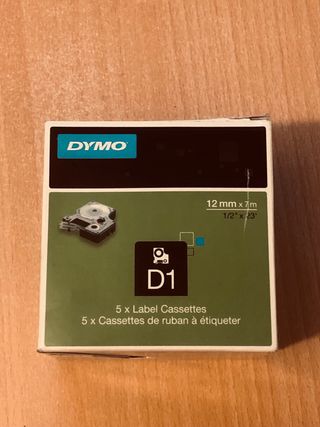 DYMO
12 mm x 7m
1/2" x 23'
D1
5 x Label Cassettes
5 x Cassettes de ruban à étiqueter